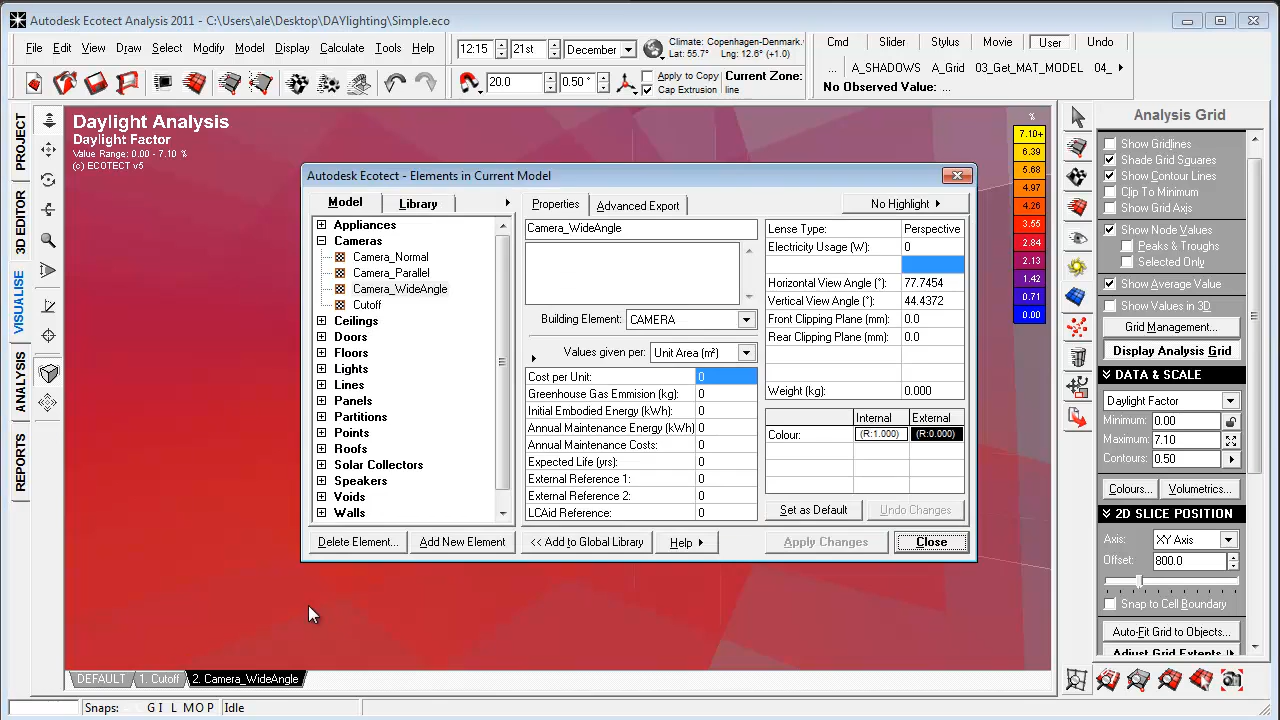 Autodesk Ecotect Analysis 2011 - C:\Users\ale\Desktop\DAYlighting\Simple.eco
File Edit View Draw Select Modify Model Display Calculate Tools Help
12:15 21st December
Climate: Copenhagen-Denmark.
Lat: 55.7° Lng: 12.6° (+1.0)
Cmd Slider Stylus Movie User Undo
A_SHADOWS A_Grid 03_Get_MAT_MODEL 04_
No Observed Value: ...
20.0 0.50 °
Apply to Copy
Cap Extrusion
Current Zone:
line
PROJECT
3D EDITOR
VISUALISE
ANALYSIS
REPORTS
Daylight Analysis
Daylight Factor
Value Range: 0.00 - 7.10 %
(c) ECOTECT v5
%
7.10+
6.39
5.68
4.97
4.26
3.55
2.84
2.13
1.42
0.71
0.00
Autodesk Ecotect - Elements in Current Model
Model Library
Appliances
Cameras
Camera_Normal
Camera_Parallel
Camera_WideAngle
Cutoff
Ceilings
Doors
Floors
Lights
Lines
Panels
Partitions
Points
Roofs
Solar Collectors
Speakers
Voids
Walls
Properties Advanced Export
No Highlight
Camera_WideAngle
Building Element: CAMERA
Values given per: Unit Area (m²)
Cost per Unit: 0
Greenhouse Gas Emmision (kg): 0
Initial Embodied Energy (kWh): 0
Annual Maintenance Energy (kWh) 0
Annual Maintenance Costs: 0
Expected Life (yrs): 0
External Reference 1: 0
External Reference 2: 0
LCAid Reference: 0
Lense Type: Perspective
Electricity Usage (W): 0
Horizontal View Angle (°): 77.7454
Vertical View Angle (°): 44.4372
Front Clipping Plane (mm): 0.0
Rear Clipping Plane (mm): 0.0
Weight (kg): 0.000
Internal External
Colour: (R:1.000) (R:0.000)
Set as Default Undo Changes
Delete Element... Add New Element << Add to Global Library Help Apply Changes Close
DEFAULT 1. Cutoff 2. Camera_WideAngle
Snaps: G I L M O P Idle
Analysis Grid
Show Gridlines
Shade Grid Squares
Show Contour Lines
Clip To Minimum
Show Grid Axis
Show Node Values
Peaks & Troughs
Selected Only
Show Average Value
Show Values in 3D
Grid Management...
Display Analysis Grid
DATA & SCALE
Daylight Factor
Minimum: 0.00
Maximum: 7.10
Contours: 0.50
Colours... Volumetrics...
2D SLICE POSITION
Axis: XY Axis
Offset: 800.0
Snap to Cell Boundary
Auto-Fit Grid to Objects...
Adjust Grid Extents